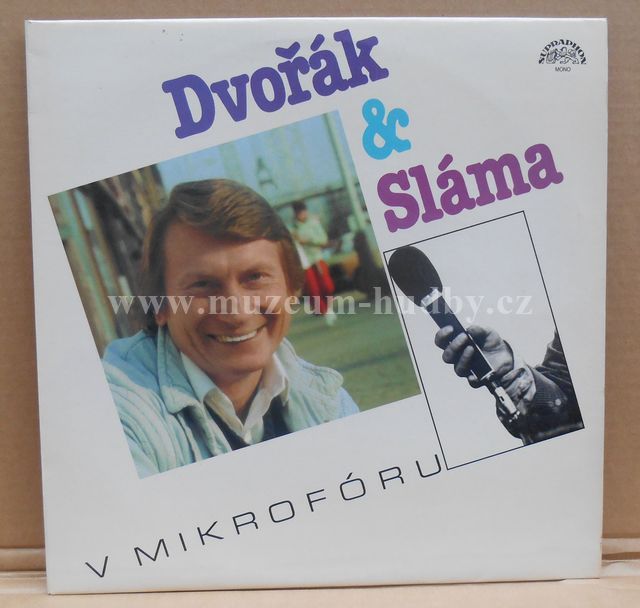 Dvořák
&
Sláma
SUPRAPHON
MONO
www.muzeum-hudby.cz
V MIKROFÓRU